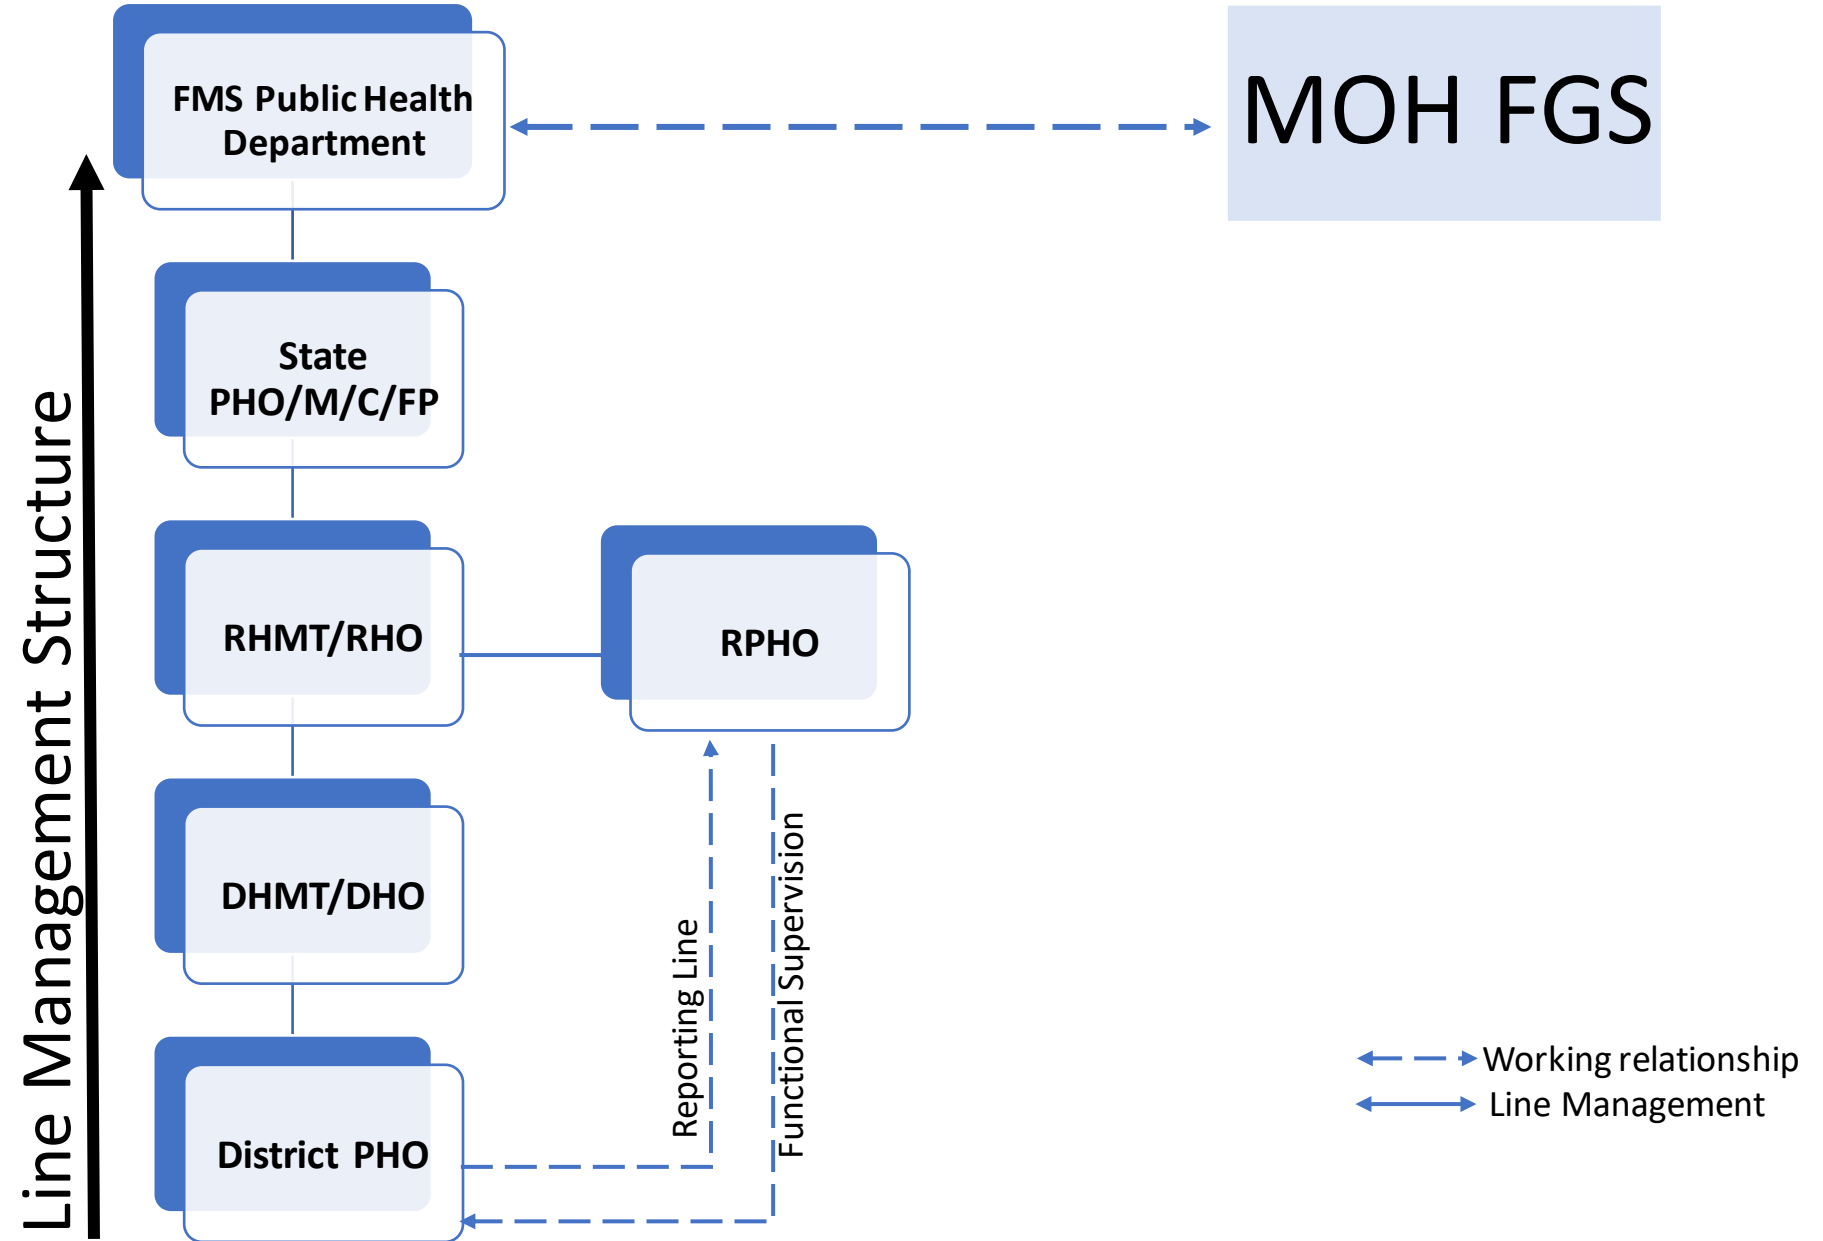 FMS Public Health
Department
MOH FGS
State
PHO/M/C/FP
RHMT/RHO
RPHO
DHMT/DHO
District PHO
Line Management Structure
Reporting Line
Functional Supervision
Working relationship
Line Management